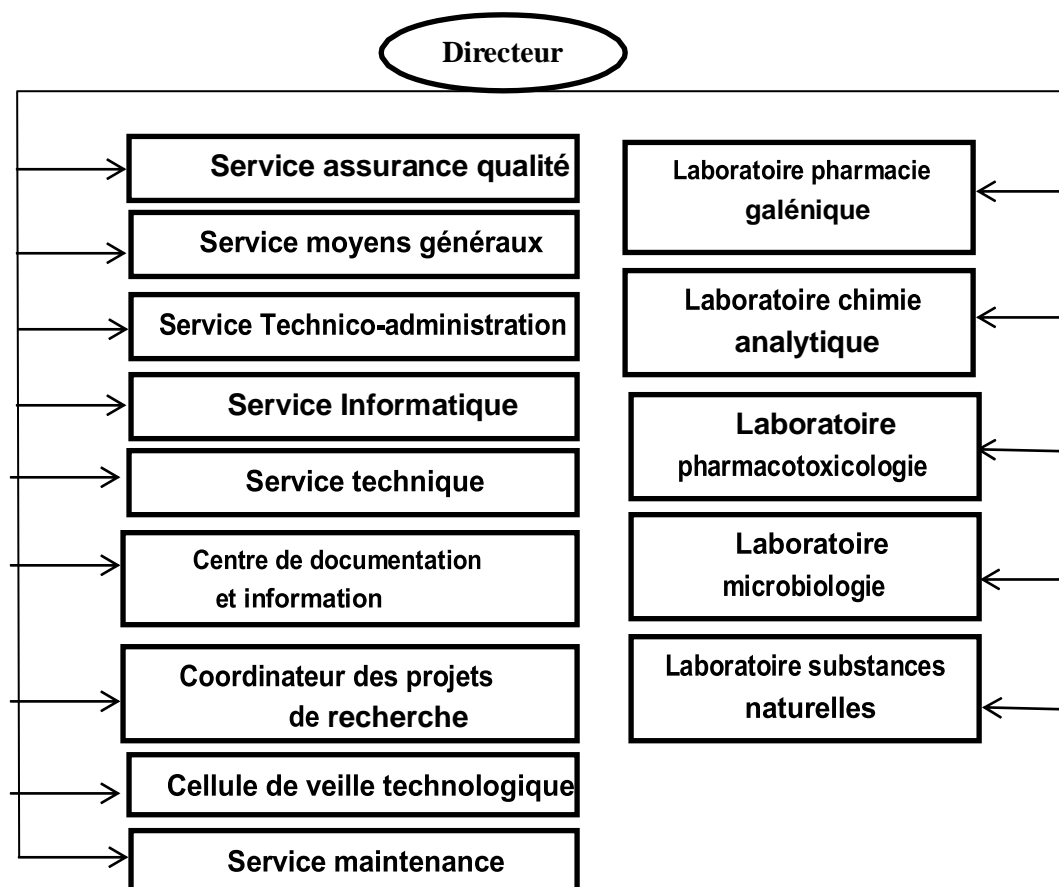 Directeur
Service assurance qualité
Service moyens généraux
Service Technico-administration
Service Informatique
Service technique
Centre de documentation
et information
Coordinateur des projets
de recherche
Cellule de veille technologique
Service maintenance
Laboratoire pharmacie
galénique
Laboratoire chimie
analytique
Laboratoire
pharmacotoxicologie
Laboratoire
microbiologie
Laboratoire substances
naturelles